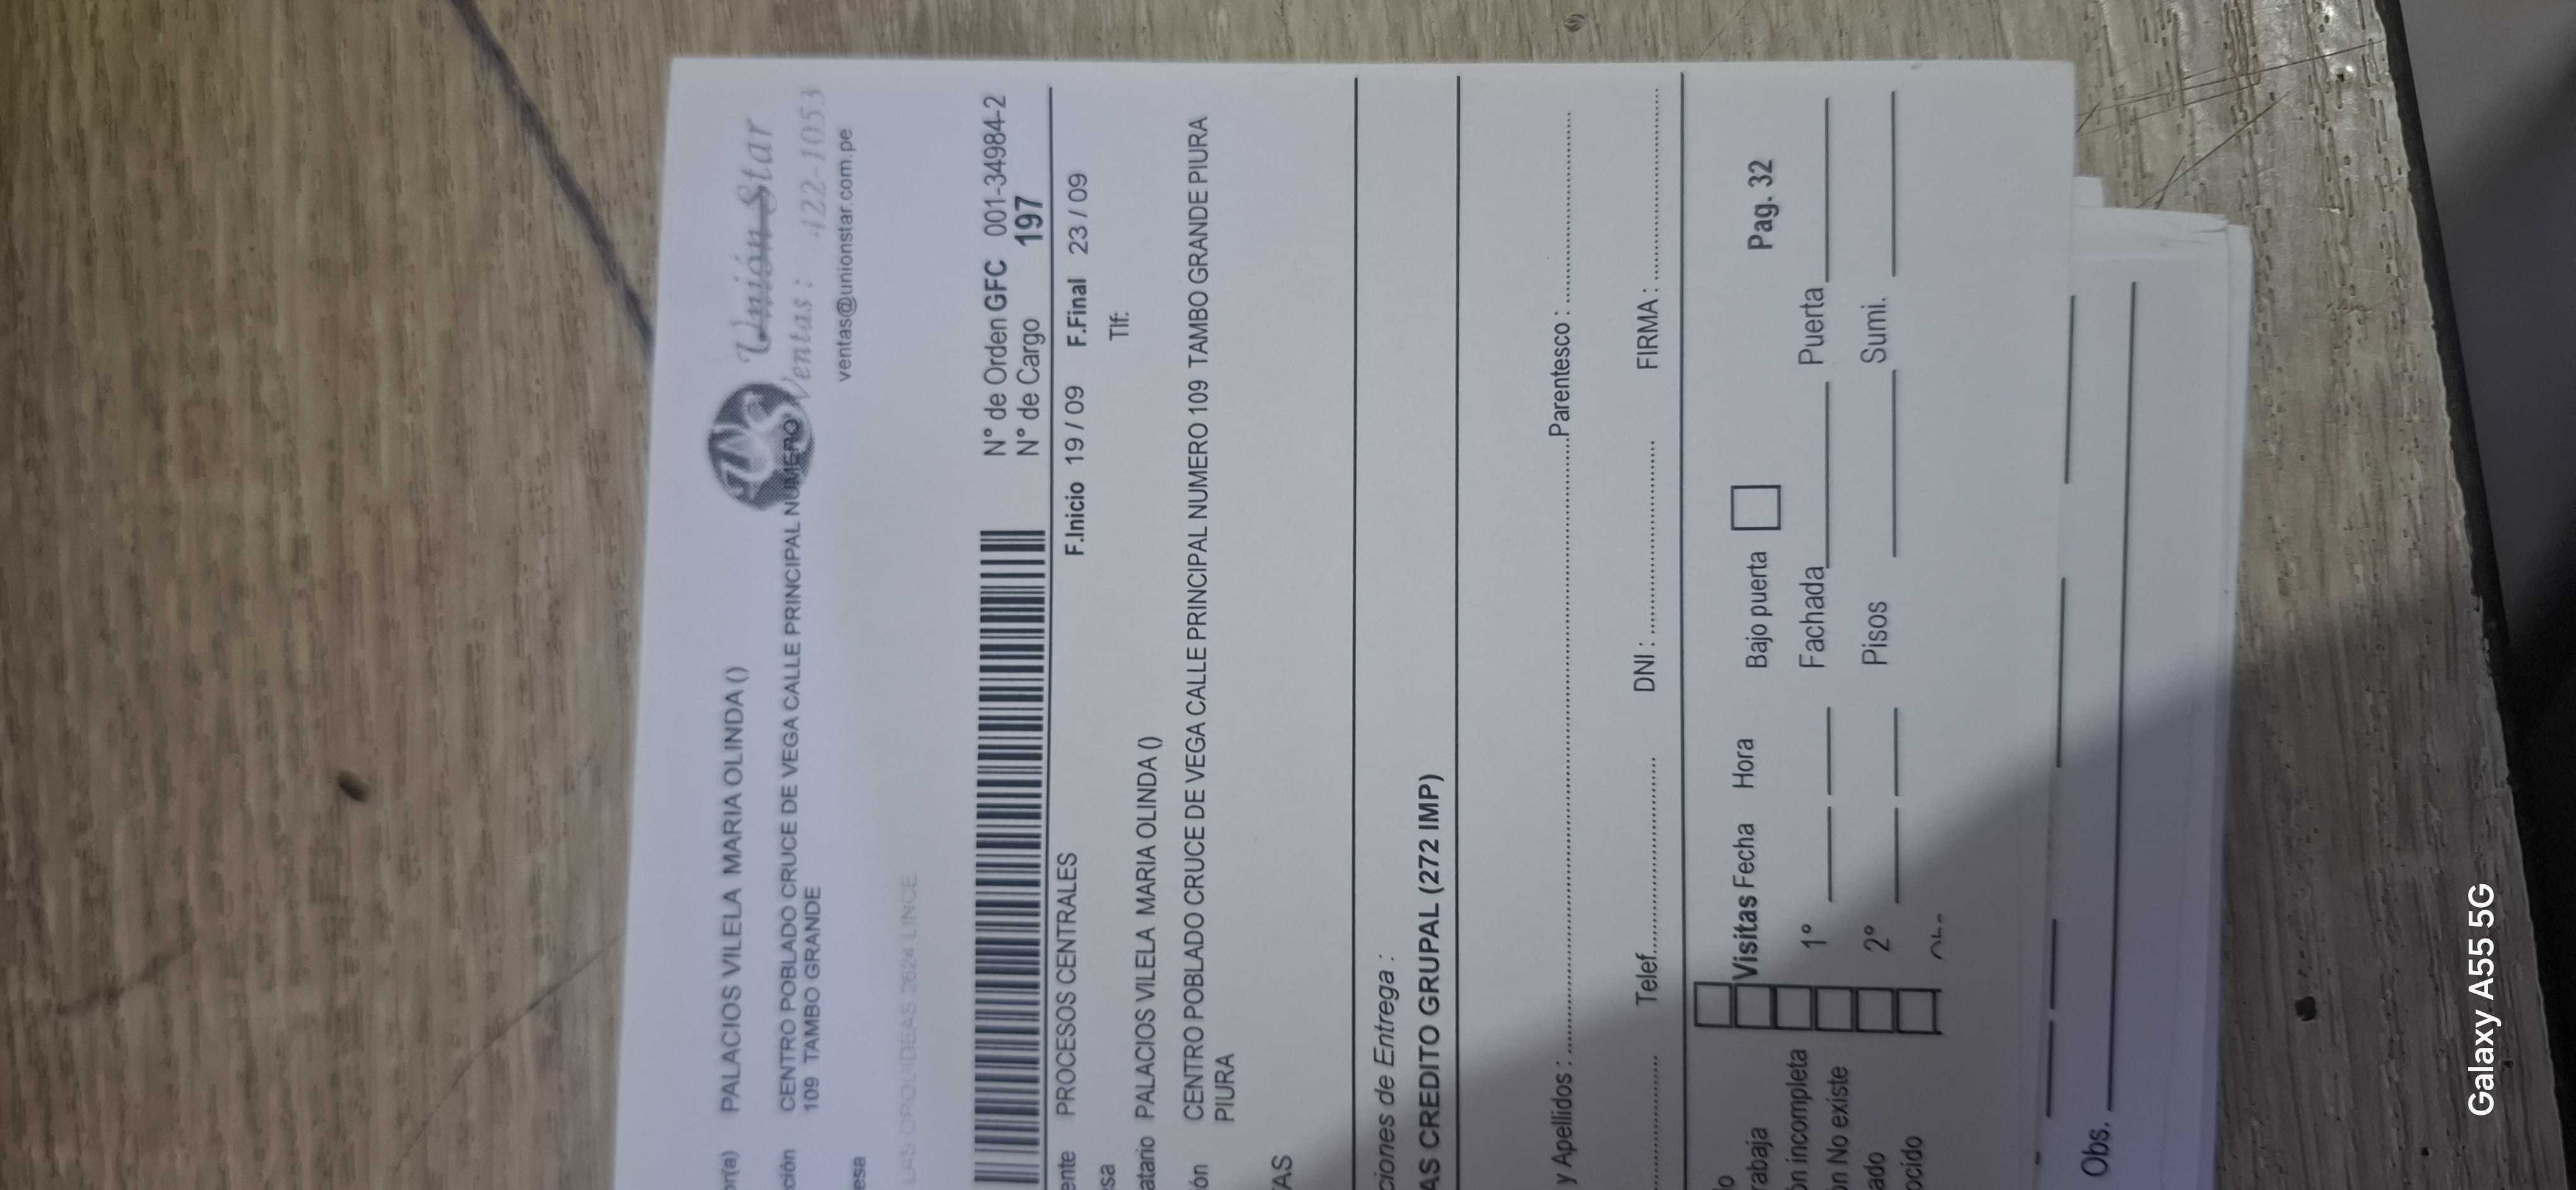 or(a) PALACIOS VILELA MARIA OLINDA ()
Unión Star
ción CENTRO POBLADO CRUCE DE VEGA CALLE PRINCIPAL NUMERO
109 TAMBO GRANDE
Ventas : 422-1053
esa
ventas@unionstar.com.pe
LAS ORQUIDEAS 2624 LINCE
N° de Orden GFC 001-34984-2
N° de Cargo 197
ente PROCESOS CENTRALES
F.Inicio 19 / 09 F.Final 23 / 09
sa
Tlf:
atario PALACIOS VILELA MARIA OLINDA ()
ón CENTRO POBLADO CRUCE DE VEGA CALLE PRINCIPAL NUMERO 109 TAMBO GRANDE PIURA
PIURA
AS
ciones de Entrega :
AS CREDITO GRUPAL (272 IMP)
y Apellidos : Parentesco :
Telef. DNI : FIRMA :
o
rabaja Visitas Fecha Hora Bajo puerta Pag. 32
ón incompleta 1° Fachada Puerta
ón No existe
ado 2° Pisos Sumi.
ocido
Obs.
Galaxy A55 5G